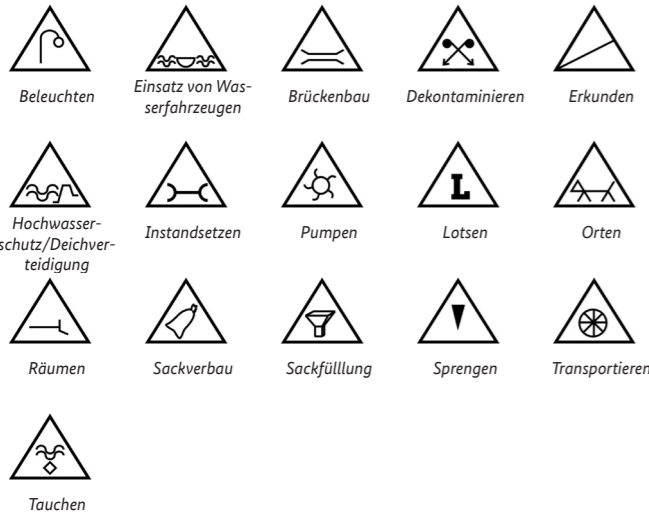 Beleuchten
Einsatz von Was-
serfahrzeugen
Brückenbau
Dekontaminieren
Erkunden
L
Hochwasser-
schutz/Deichver-
teidigung
Instandsetzen
Pumpen
Lotsen
Orten
Räumen
Sackverbau
Sackfülllung
Sprengen
Transportieren
Tauchen